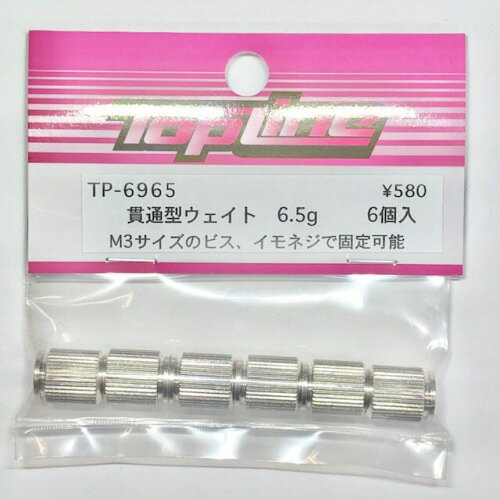 TopLine
TP-6965 ¥580
貫通型ウェイト 6.5g 6個入
M3サイズのビス、イモネジで固定可能